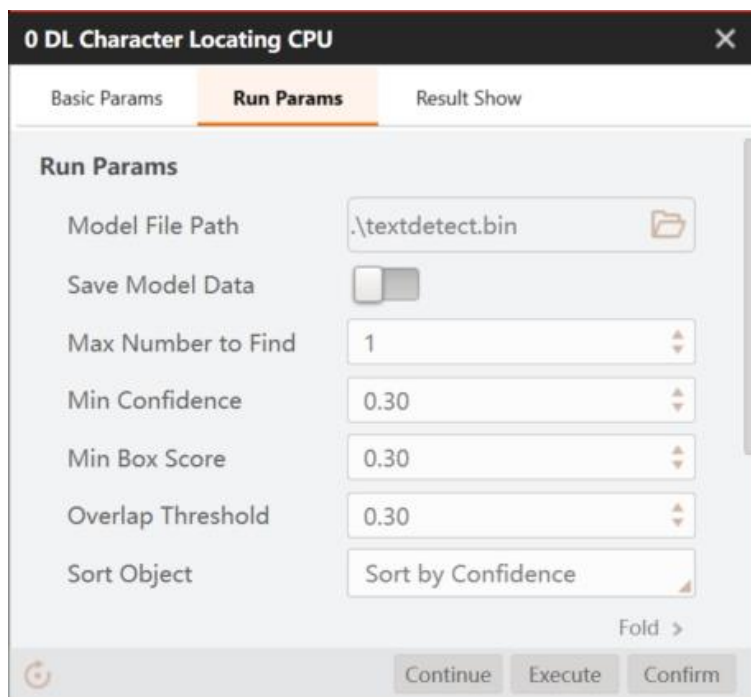 0 DL Character Locating CPU
Basic Params Run Params Result Show
Run Params
Model File Path .\textdetect.bin
Save Model Data
Max Number to Find 1
Min Confidence 0.30
Min Box Score 0.30
Overlap Threshold 0.30
Sort Object Sort by Confidence
Fold >
Continue Execute Confirm